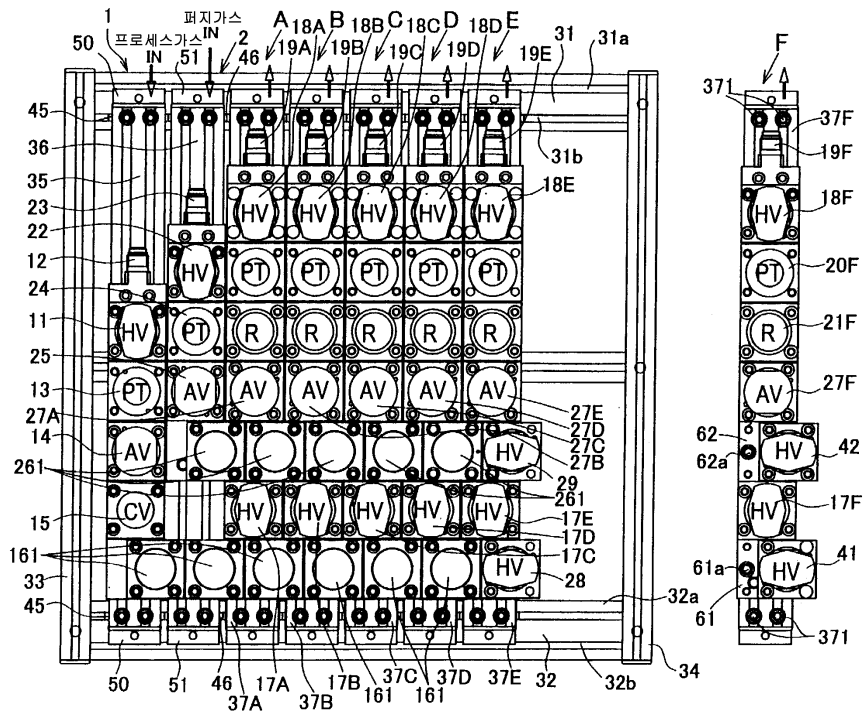 퍼지가스
1 IN 2 A 18A B 18B C 18C D 18D E
프로세스가스
IN
50 51 46 19A 19B 19C 19D 19E 31 31a
F
371
45
37F
36
31b
19F
35
23
HV HV HV HV HV 18E HV 18F
22
12
HV PT PT PT PT PT PT 20F
24
11 HV PT R R R R R R 21F
25
13 PT AV AV AV AV AV AV AV 27F
27A 27E
27D
27C
27B
62
14 AV HV HV 42
62a
261 29 261
15 CV HV HV HV HV HV 17E HV 17F
17D
161 17C 61a 41
HV HV
33 28
61
45 32a
371
50 51 46 17A 17B 161 37C 161 37D 37E 32 32b 34
37A 37B